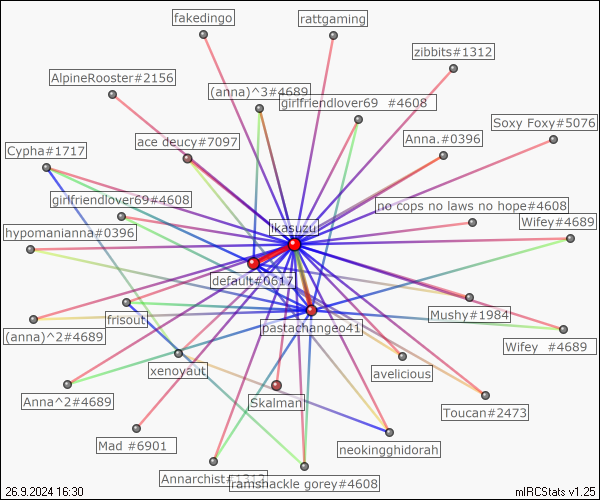 fakedingo
rattgaming
zibbits#1312
AlpineRooster#2156
(anna)^3#4689
girlfriendlover69 #4608
Soxy Foxy#5076
ace deucy#7097
Anna.#0396
Cypha#1717
girlfriendlover69#4608
no cops no laws no hope#4608
Wifey#4689
hypomanianna#0396
ikasuzu
default#0617
frisout
pastachangeo41
Mushy#1984
(anna)^2#4689
Wifey #4689
xenoyaut
avelicious
Anna^2#4689
Skalman
Toucan#2473
Mad #6901
neokingghidorah
Annarchist#1312
ramshackle gorey#4608
26.9.2024 16:30
mIRCStats v1.25